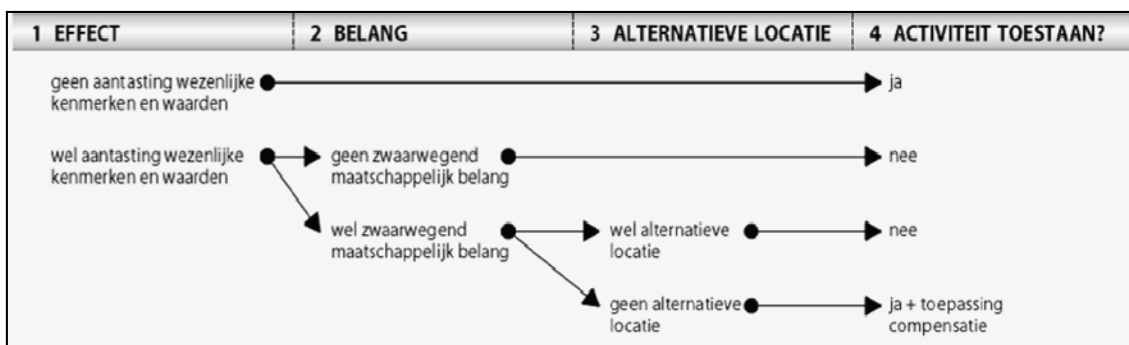 1 EFFECT
2 BELANG
3 ALTERNATIEVE LOCATIE
4 ACTIVITEIT TOESTAAN?
geen aantasting wezenlijke
kenmerken en waarden
ja
wel aantasting wezenlijke
kenmerken en waarden
geen zwaarwegend
maatschappelijk belang
nee
wel zwaarwegend
maatschappelijk belang
wel alternatieve
locatie
nee
geen alternatieve
locatie
ja + toepassing
compensatie